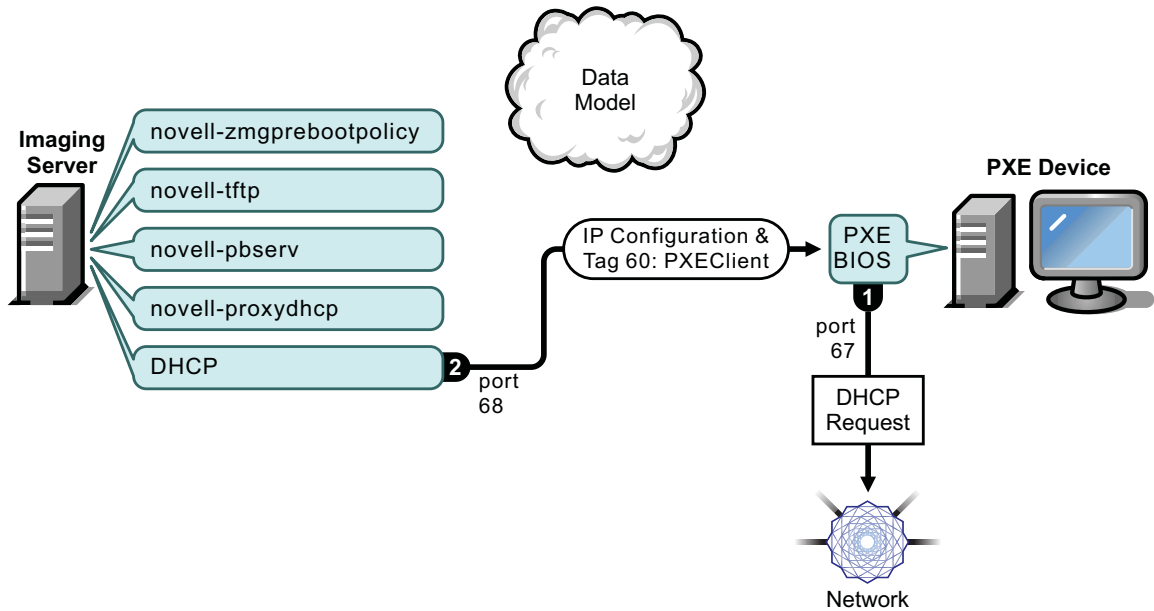 Data
Model
Imaging
Server
novell-zmgprebootpolicy
novell-tftp
novell-pbserv
novell-proxydhcp
DHCP
2
port
68
IP Configuration &
Tag 60: PXEClient
PXE Device
PXE
BIOS
1
port
67
DHCP
Request
Network